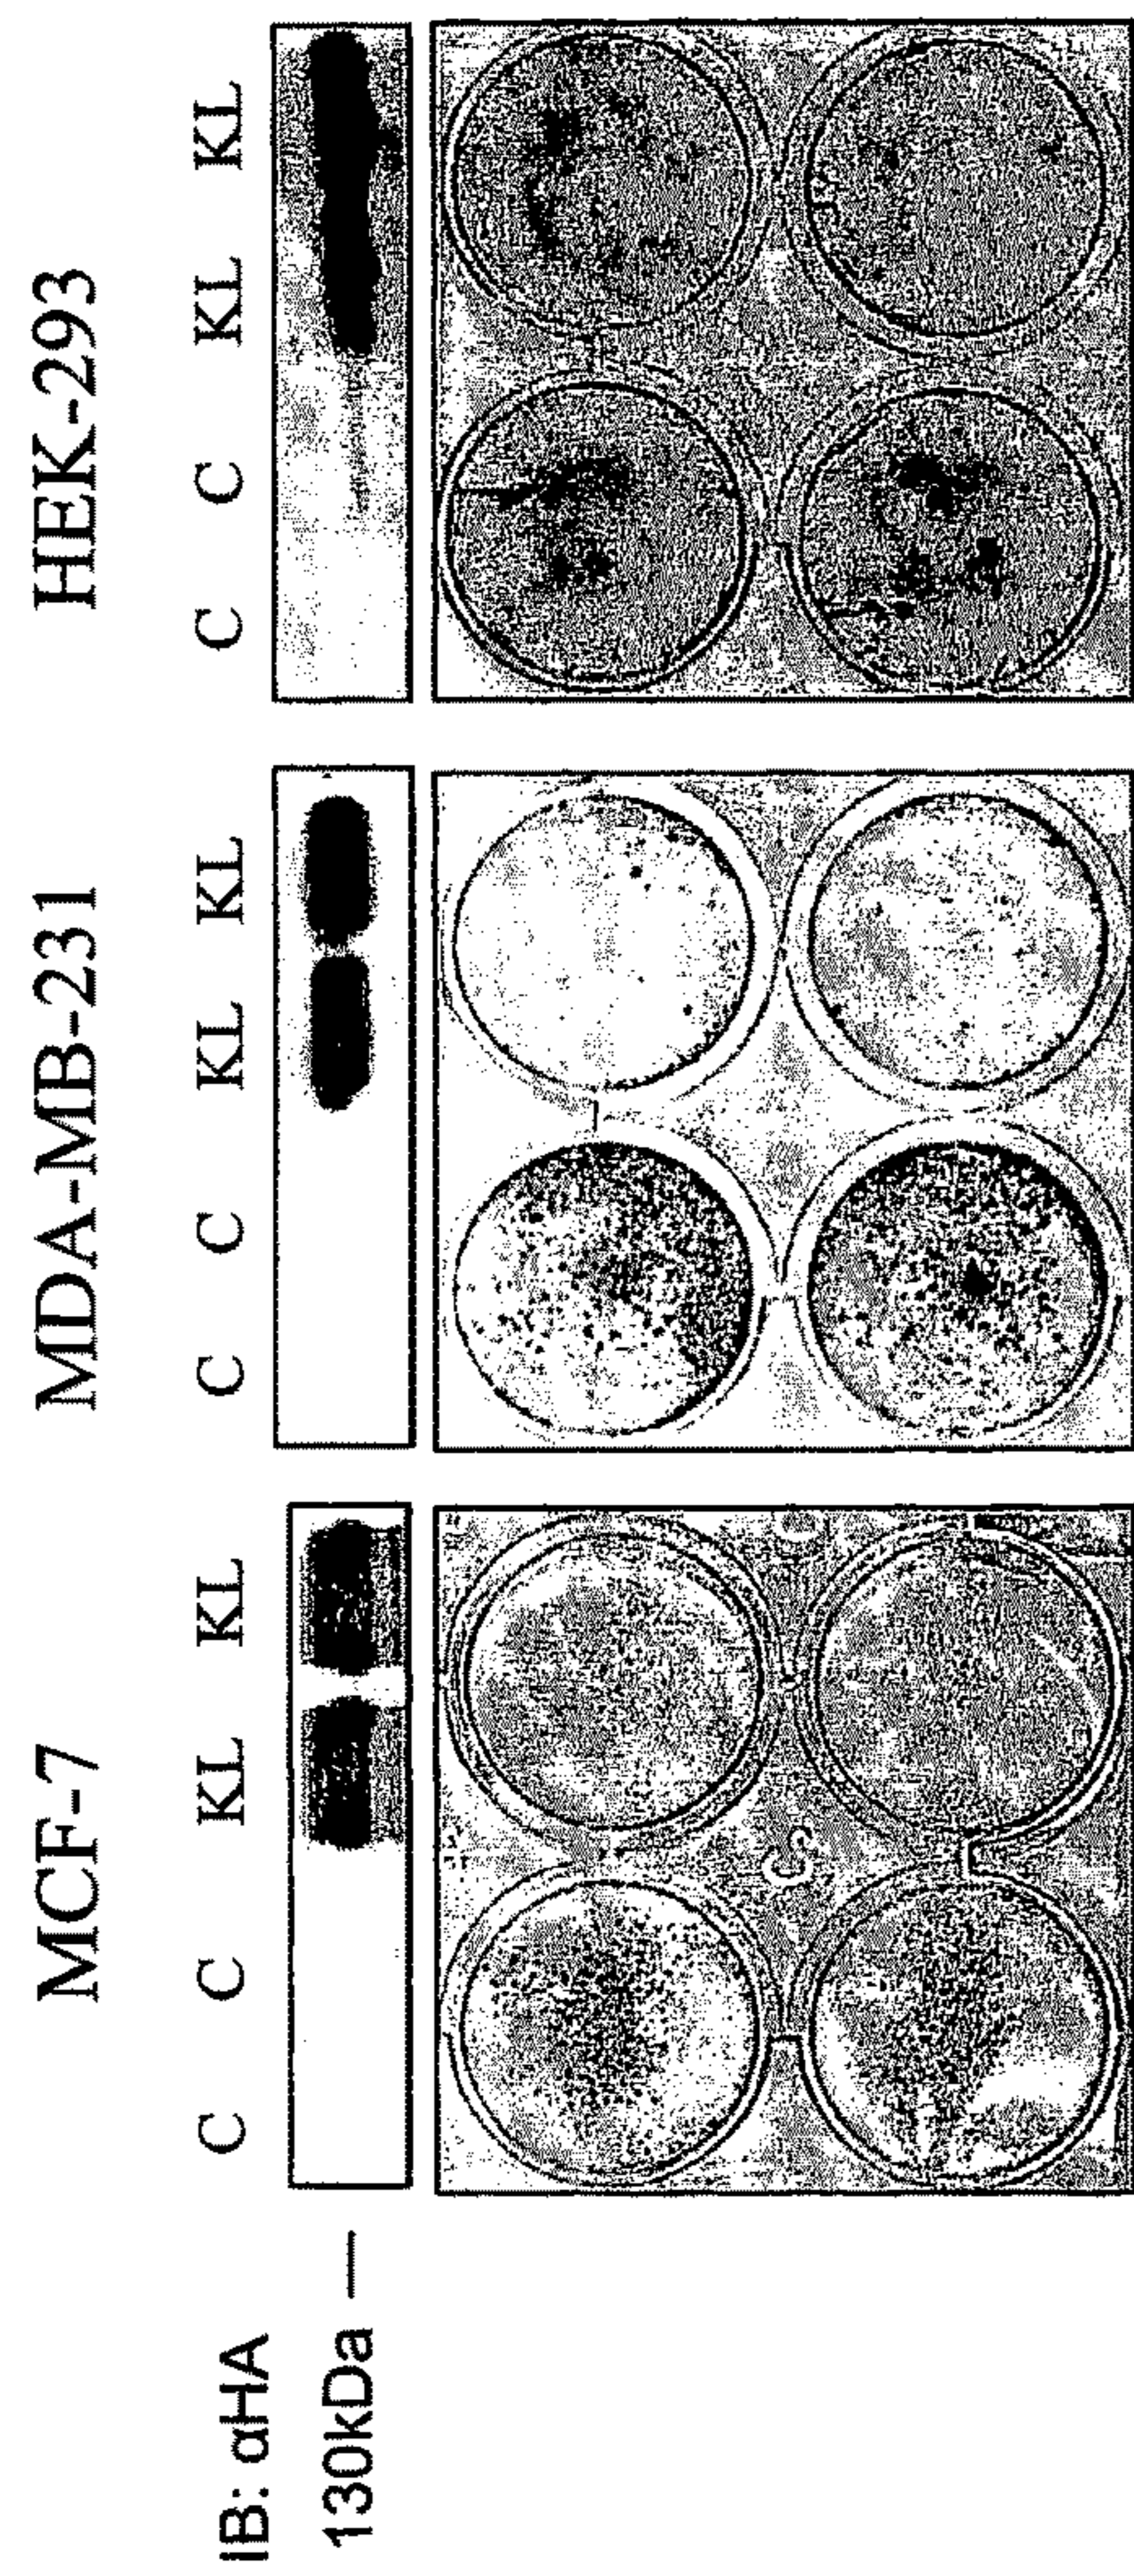 MCF-7 MDA-MB-231 HEK-293
IB: αHA C C KL KL C C KL KL C C KL KL
130kDa —